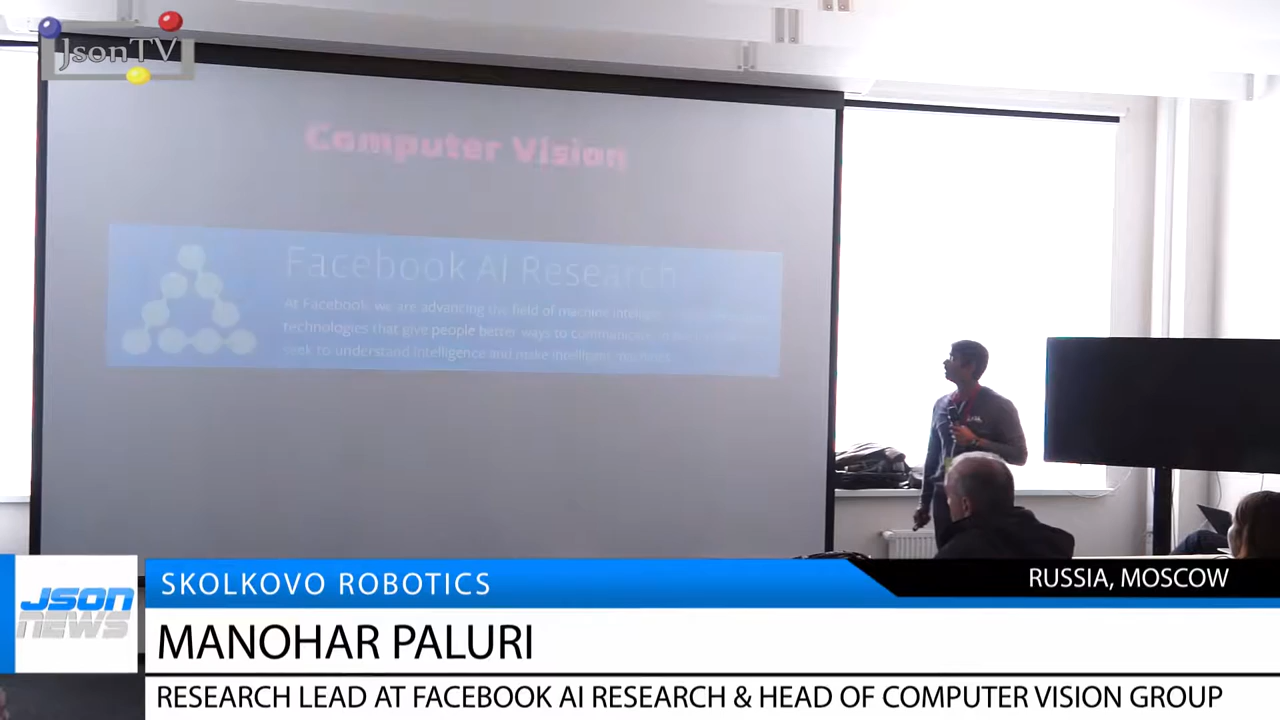 JsonTV
Computer Vision
Facebook AI Research
At Facebook, we are advancing the field of machine
technologies that give people better ways to communicate
seek to understand intelligence and make intelligent machines
SKOLKOVO ROBOTICS
RUSSIA, MOSCOW
JSON
NEWS
MANOHAR PALURI
RESEARCH LEAD AT FACEBOOK AI RESEARCH & HEAD OF COMPUTER VISION GROUP